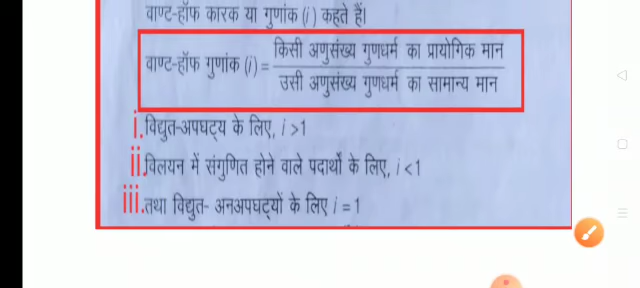 वाण्ट-हॉफ कारक या गुणांक (i) कहते हैं।
वाण्ट-हॉफ गुणांक (i) = किसी अणुसंख्य गुणधर्म का प्रायोगिक मान
उसी अणुसंख्य गुणधर्म का सामान्य मान
i. विद्युत-अपघट्य के लिए, i > 1
ii. विलयन में संगुणित होने वाले पदार्थों के लिए, i < 1
iii. तथा विद्युत- अनअपघट्यों के लिए i = 1